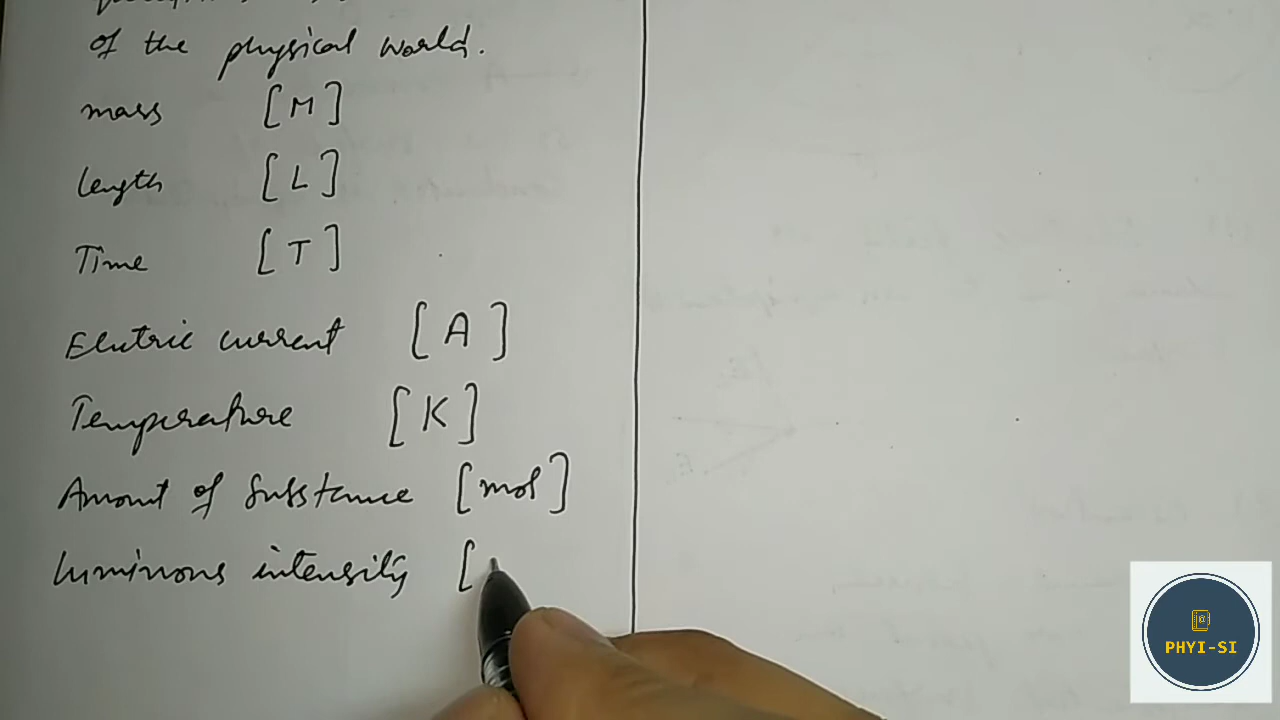 of the physical world.
mass [M]
length [L]
Time [T]
Electric current [A]
Temperature [K]
Amount of Substance [mol]
luminous intensity [
PHYI-SI